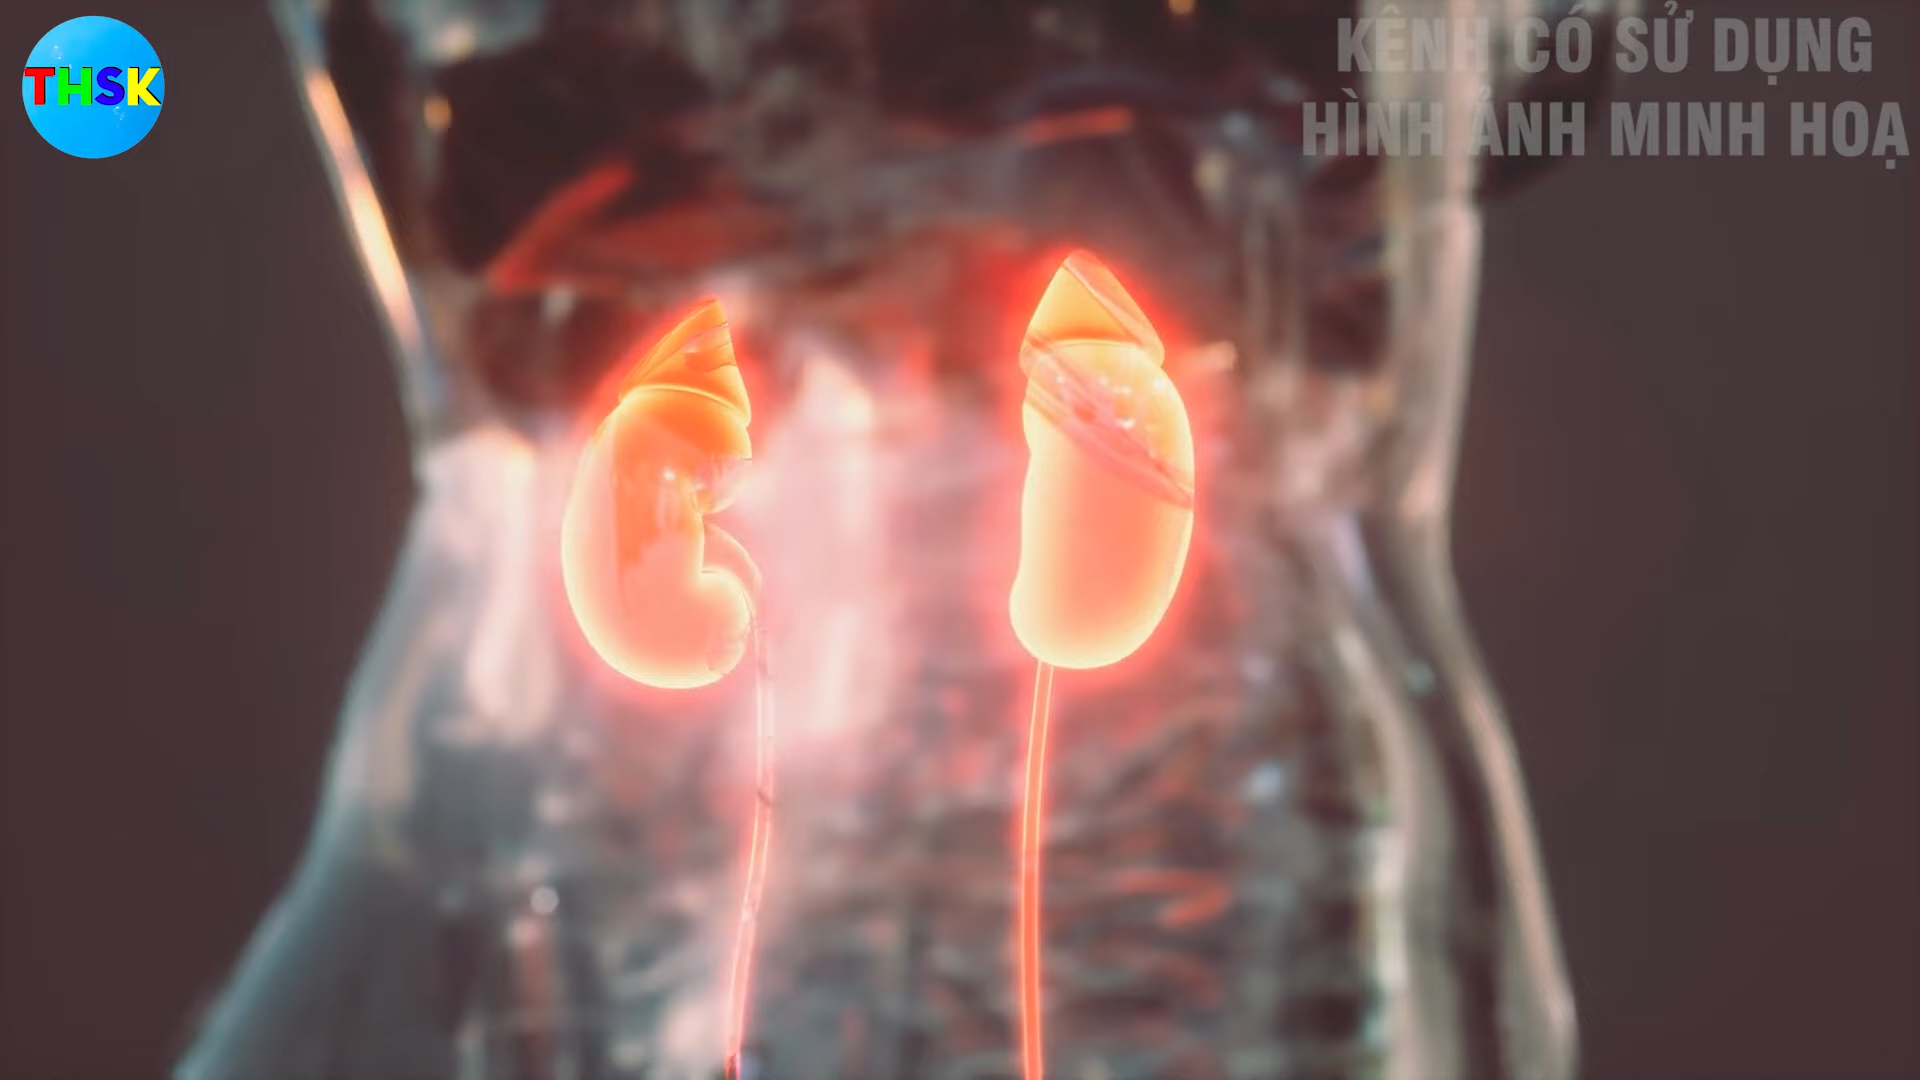 THSK
KÊNH CÓ SỬ DỤNG
HÌNH ẢNH MINH HOẠ